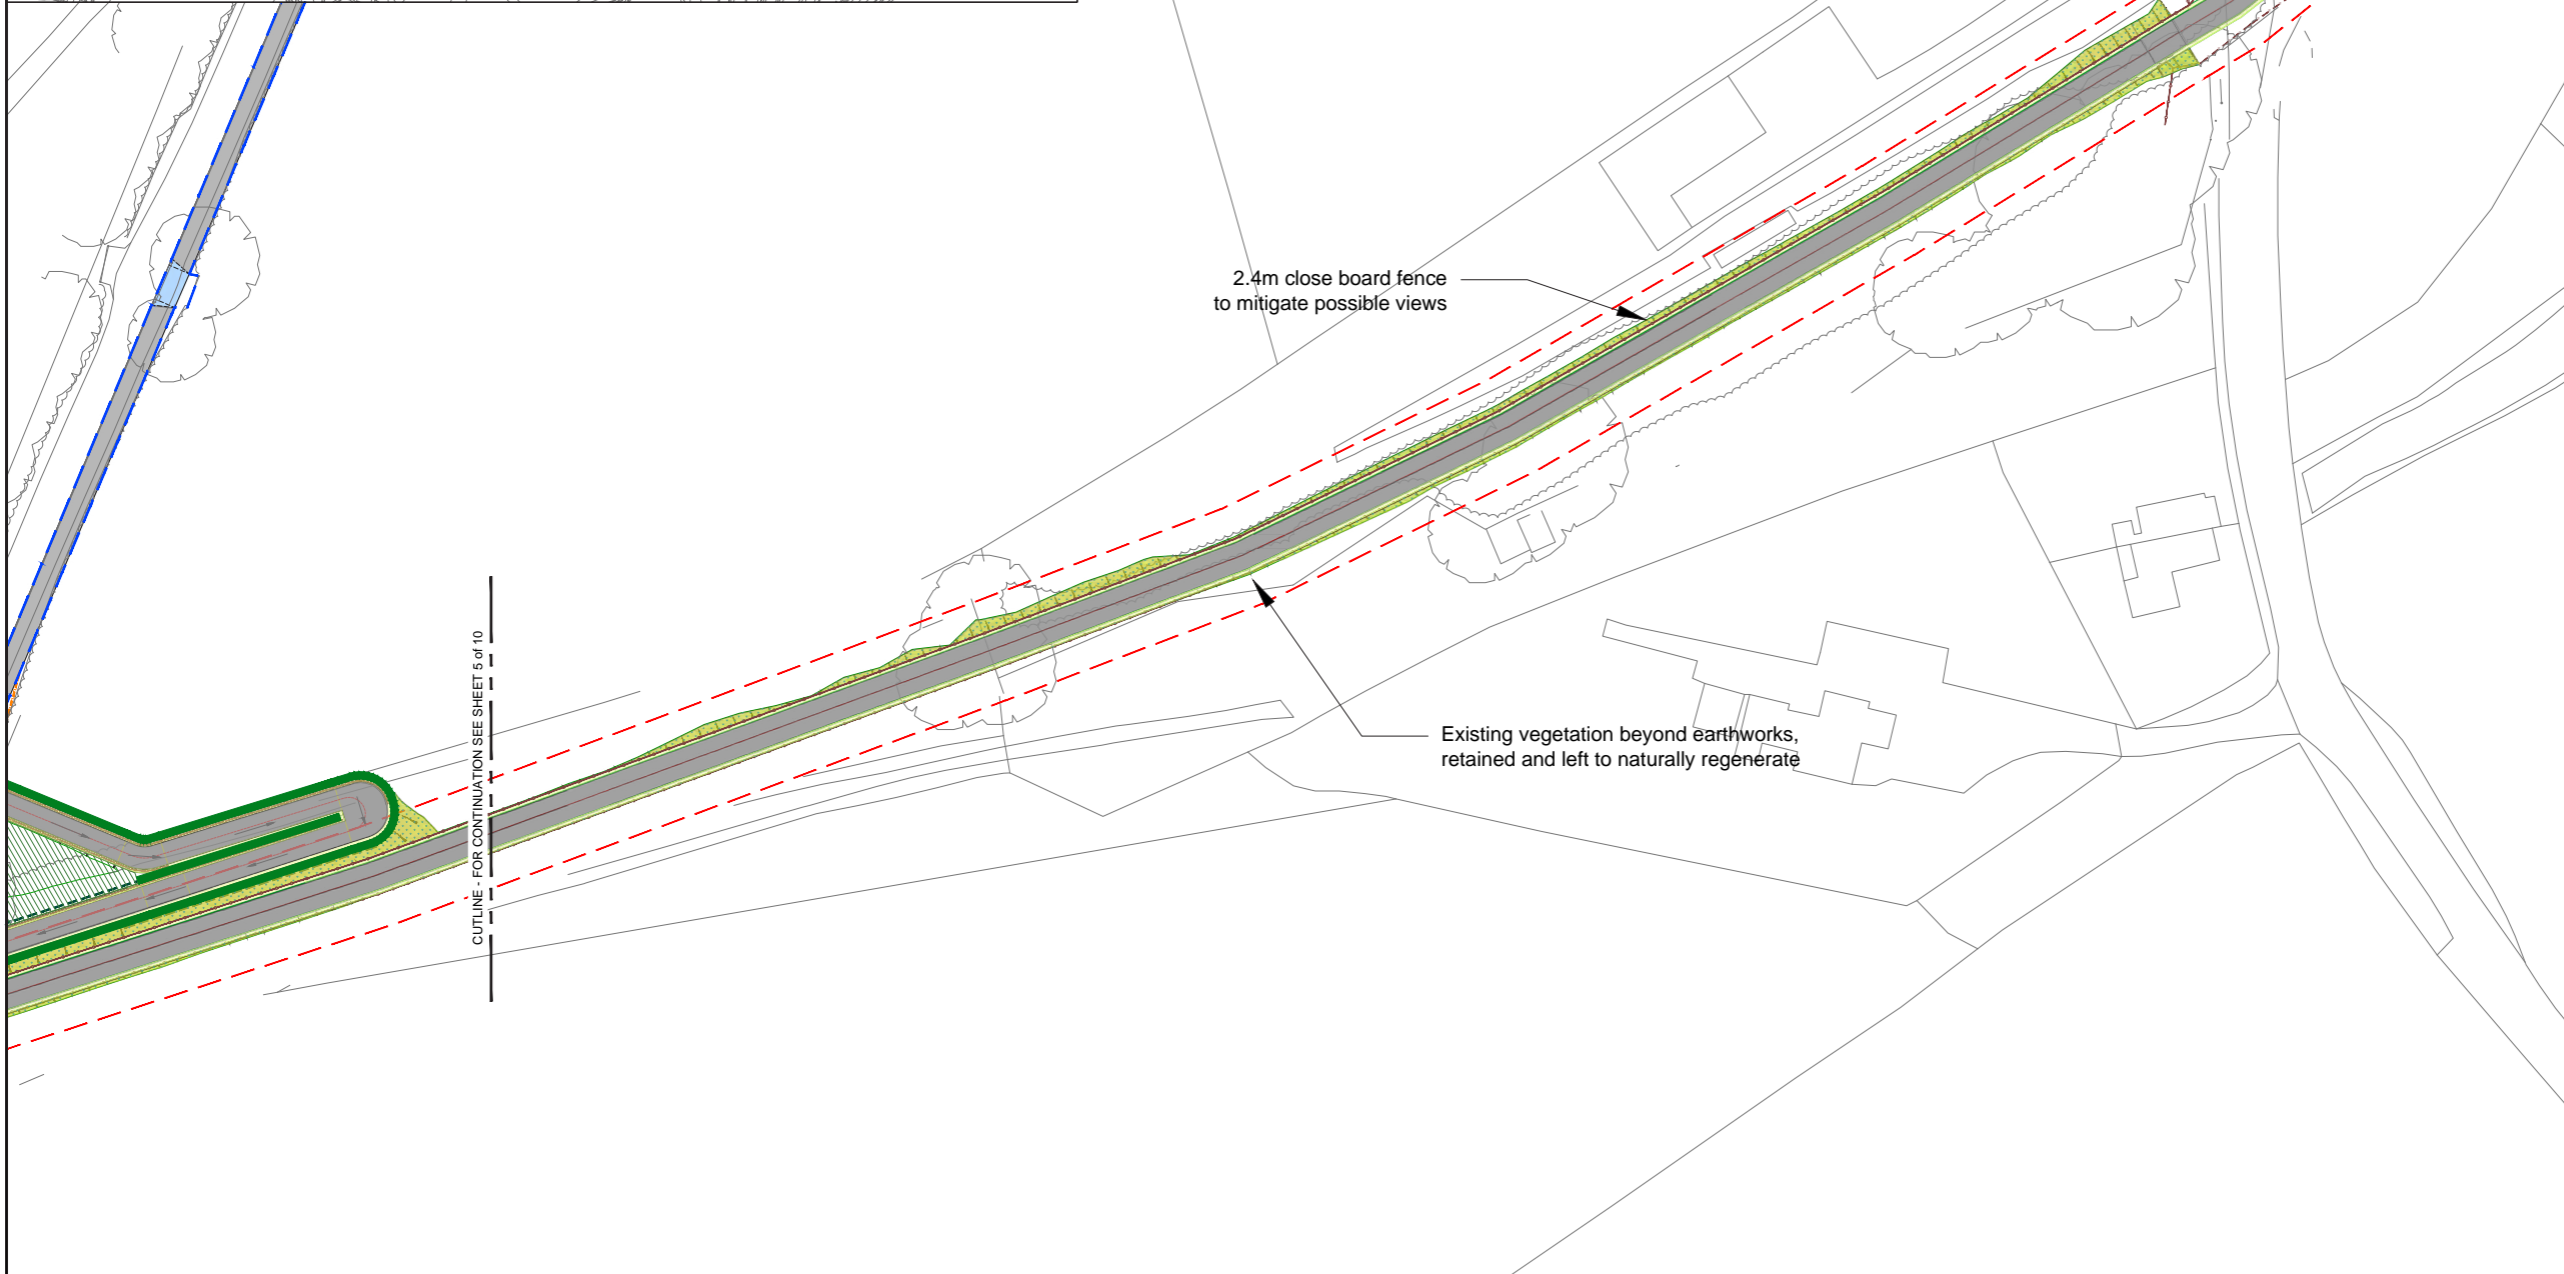 2.4m close board fence
to mitigate possible views
CUTLINE - FOR CONTINUATION SEE SHEET 5 of 10
Existing vegetation beyond earthworks,
retained and left to naturally regenerate